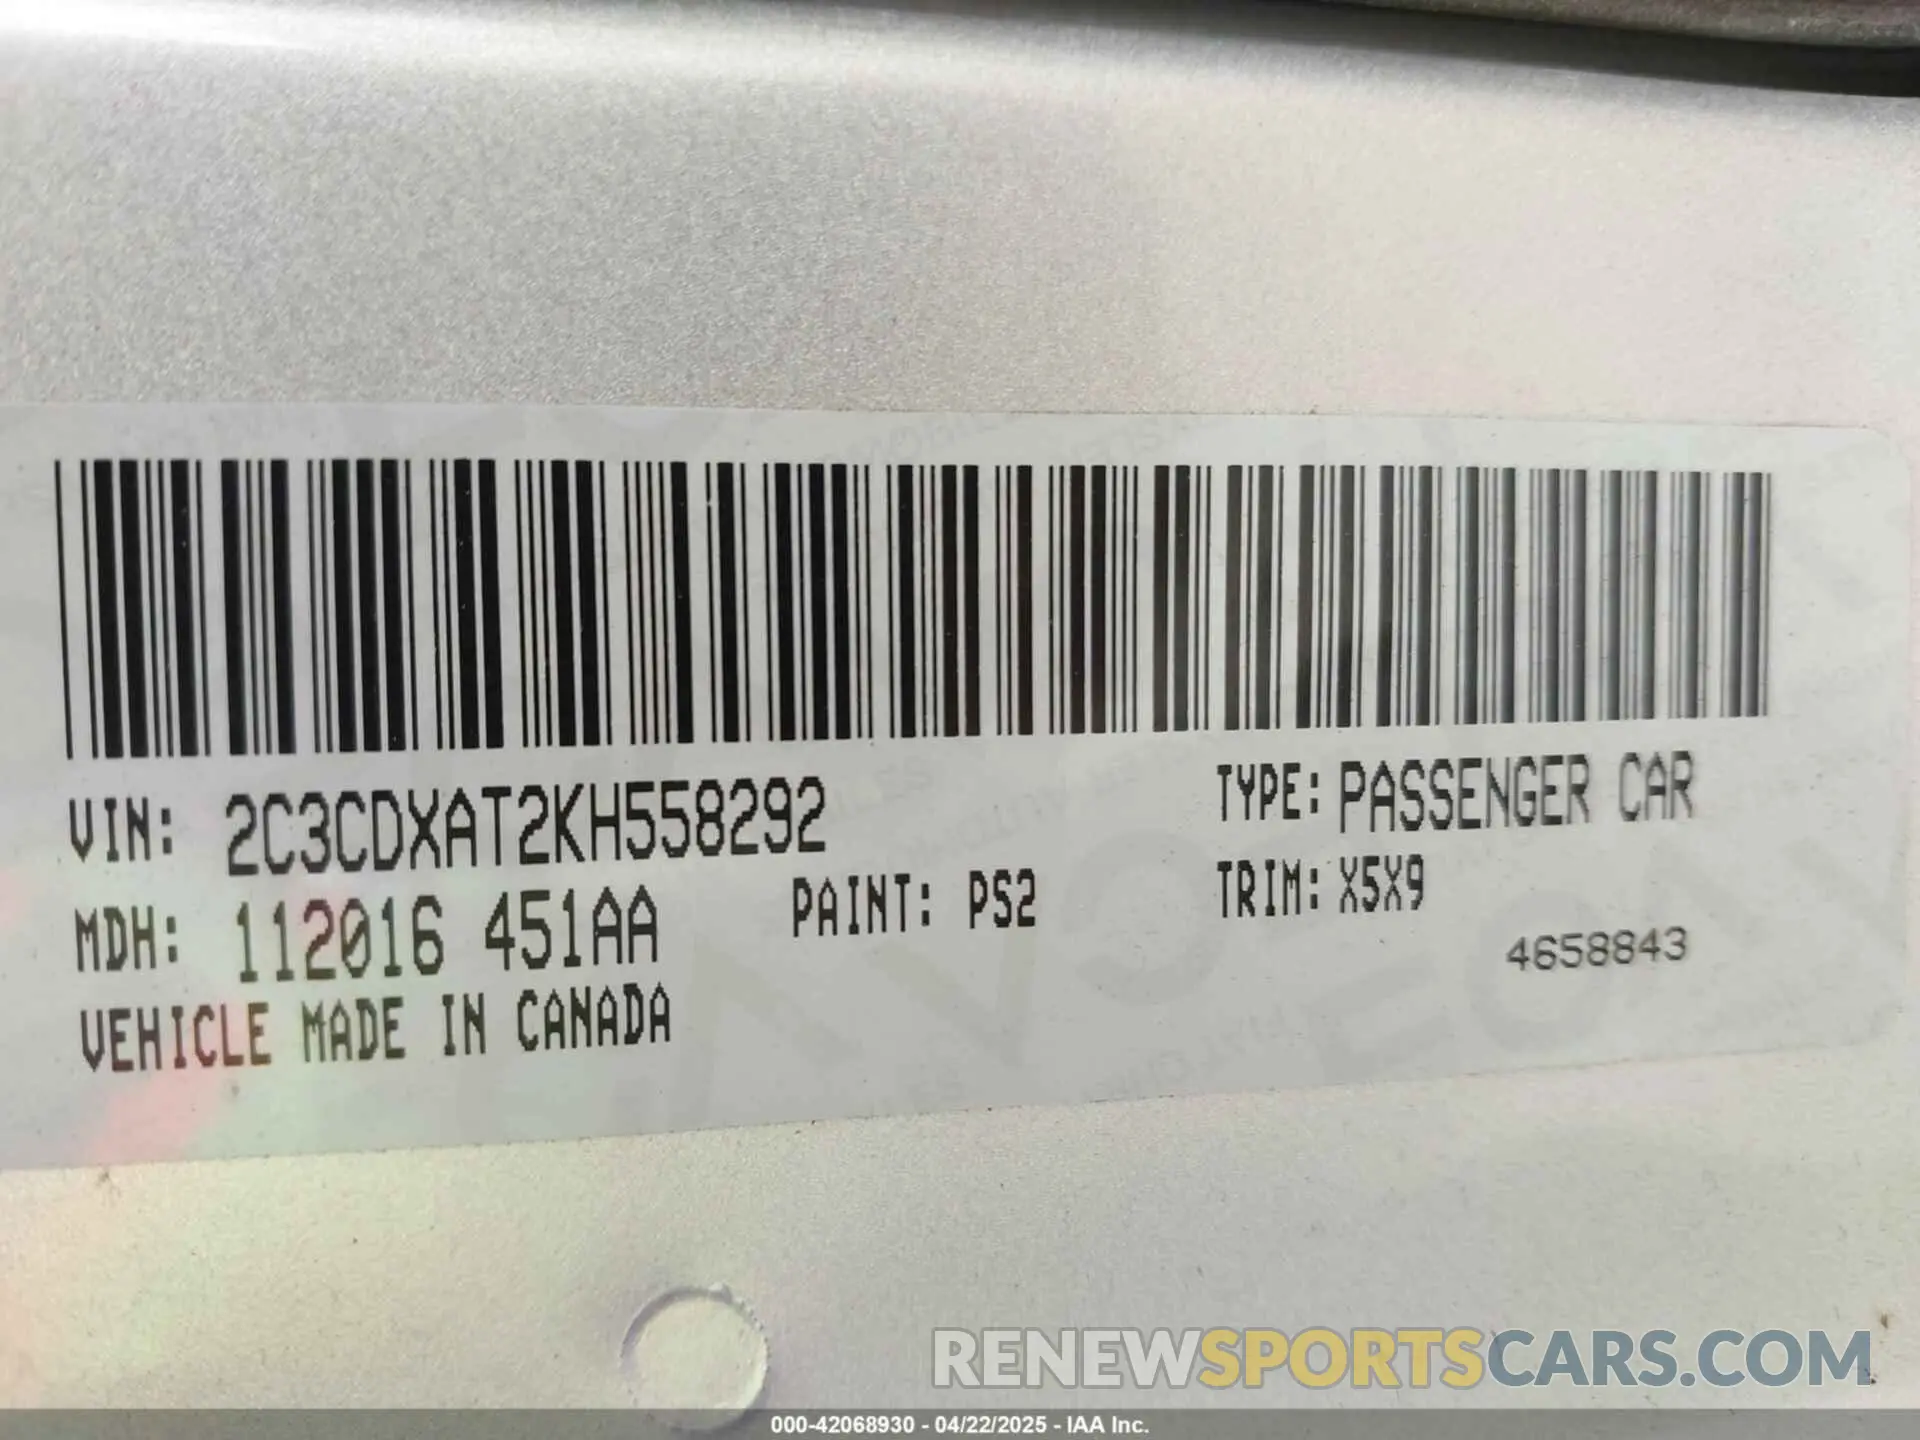 VIN: 2C3CDXAT2KH558292 TYPE: PASSENGER CAR
MDH: 112016 451AA PAINT: PS2 TRIM: X5X9
4658843
VEHICLE MADE IN CANADA
RENEWSPORTSCARS.COM
000-42068930 - 04/22/2025 - IAA Inc.